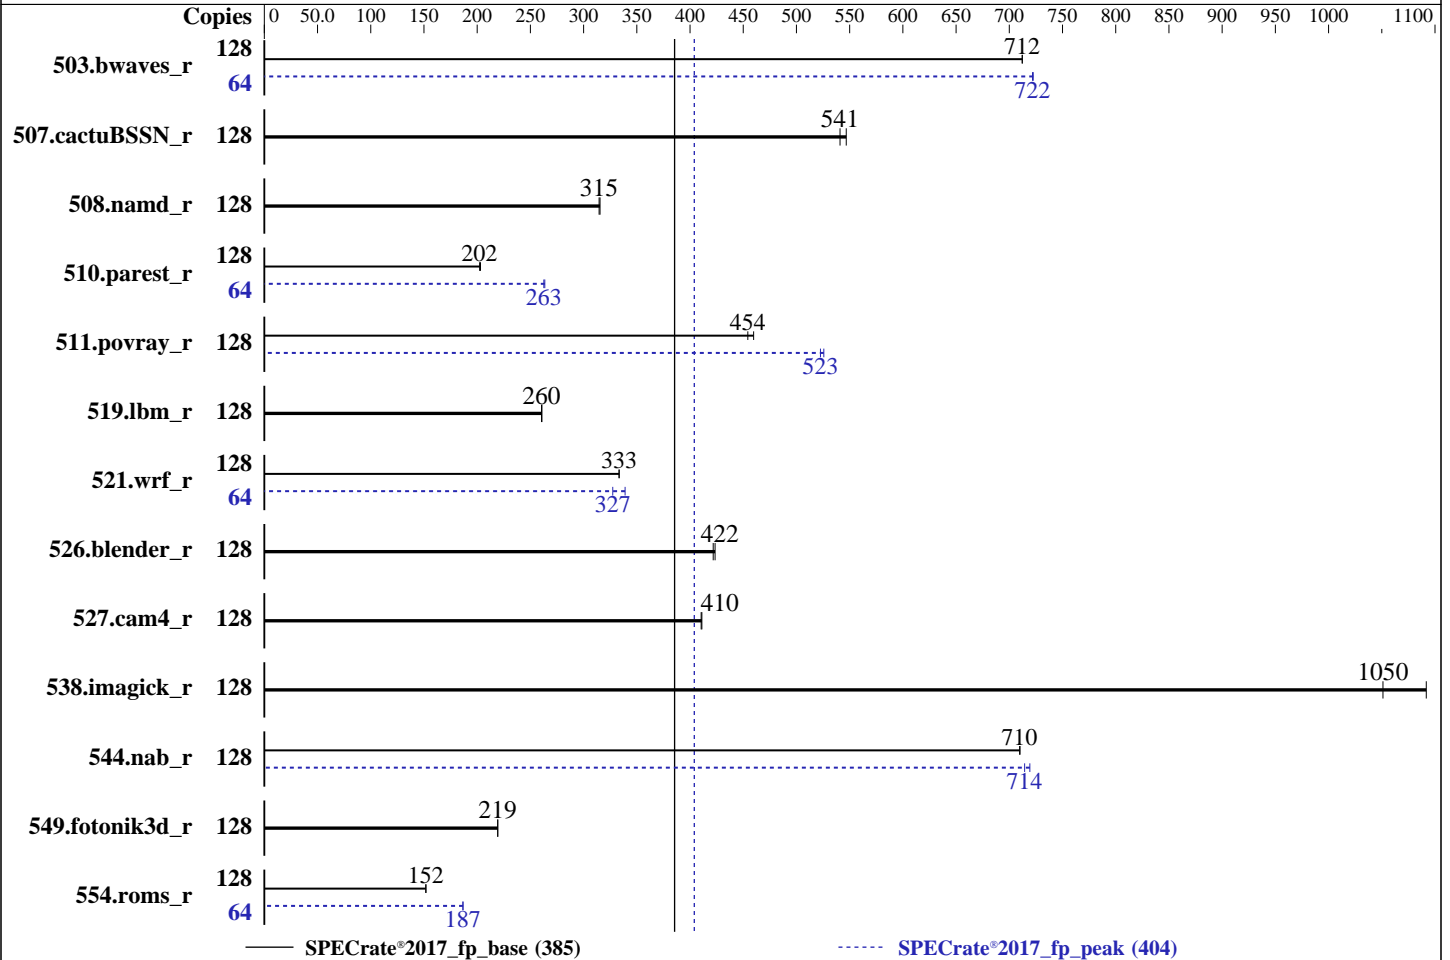 Copies 0 50.0 100 150 200 250 300 350 400 450 500 550 600 650 700 750 800 850 900 950 1000 1100
503.bwaves_r 128 712
64 722
507.cactuBSSN_r 128 541
508.namd_r 128 315
510.parest_r 128 202
64 263
511.povray_r 128 454
523
519.lbm_r 128 260
521.wrf_r 128 333
64 327
526.blender_r 128 422
527.cam4_r 128 410
538.imagick_r 128 1050
544.nab_r 128 710
714
549.fotonik3d_r 128 219
554.roms_r 128 152
64 187
SPECrate®2017_fp_base (385) SPECrate®2017_fp_peak (404)